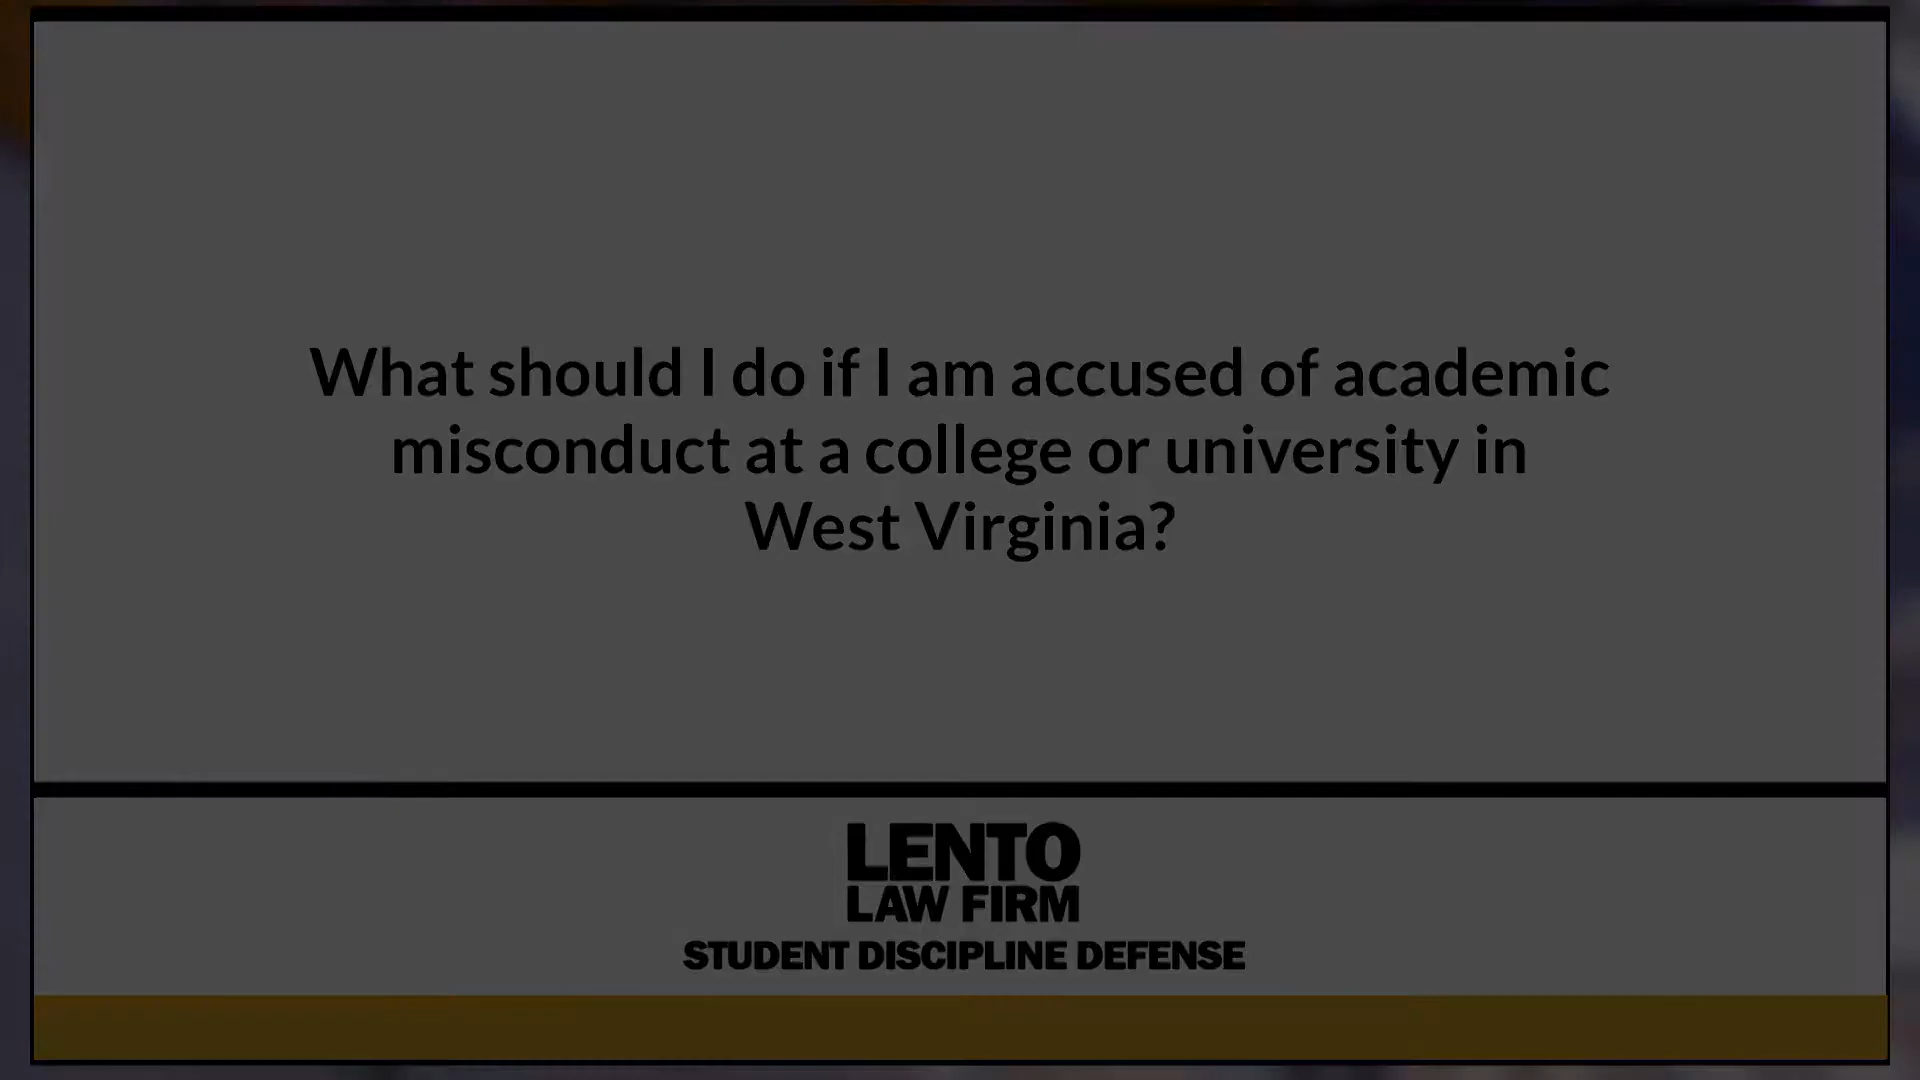 What should I do if I am accused of academic
misconduct at a college or university in
West Virginia?
LENTO
LAW FIRM
STUDENT DISCIPLINE DEFENSE